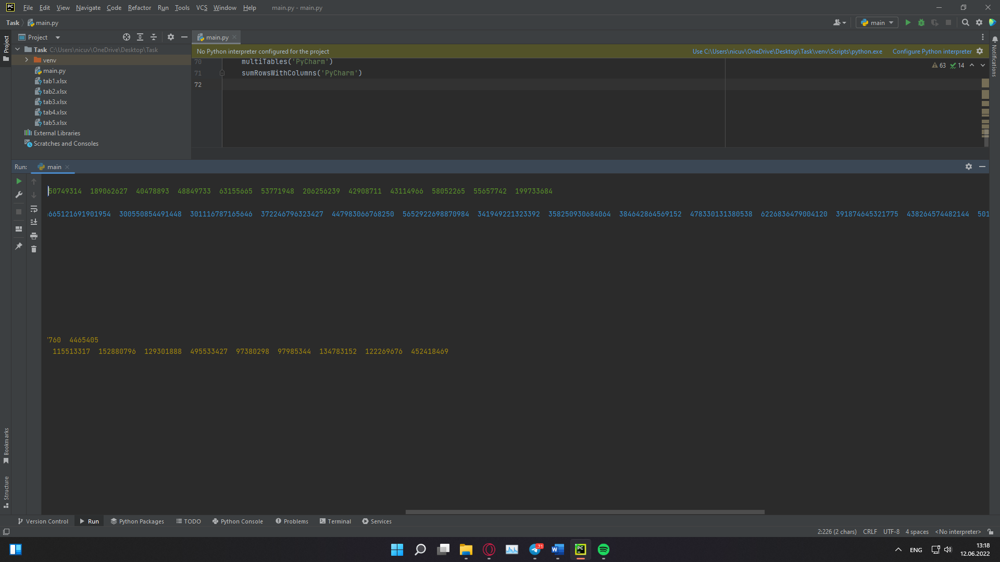 PC File Edit View Navigate Code Refactor Run Tools VCS Window Help main.py - main.py
Task main.py main
Project main.py
Project
No Python interpreter configured for the project Use C:\Users\nicuv\OneDrive\Desktop\Task\venv\Scripts\python.exe Configure Python interpreter
Notifications
Task C:\Users\nicuv\OneDrive\Desktop\Task
venv
main.py
tab1.xlsx
tab2.xlsx
tab3.xlsx
tab4.xlsx
tab5.xlsx
External Libraries
Scratches and Consoles
70 multiTables('PyCharm')
63 14
71 sumRowsWithColumns('PyCharm')
72
Run: main
50749314 189062627 40478893 48849733 63155665 53771948 206256239 42908711 43114966 58052265 55657742 199733684
665121691901954 300550854491448 301116787165646 372246796323427 447983066768250 5652922698870984 341949221323392 358250930684064 384642864569152 478330131380538 6226836479004120 391874645321775 438264574482144 501
760 4465405
115513317 152880796 129301888 495533427 97380298 97985344 134783152 122269676 452418469
Bookmarks
Structure
Version Control Run Python Packages TODO Python Console Problems Terminal Services
2:226 (2 chars) CRLF UTF-8 4 spaces <No interpreter>
71 W PC ENG 13:18
12.06.2022